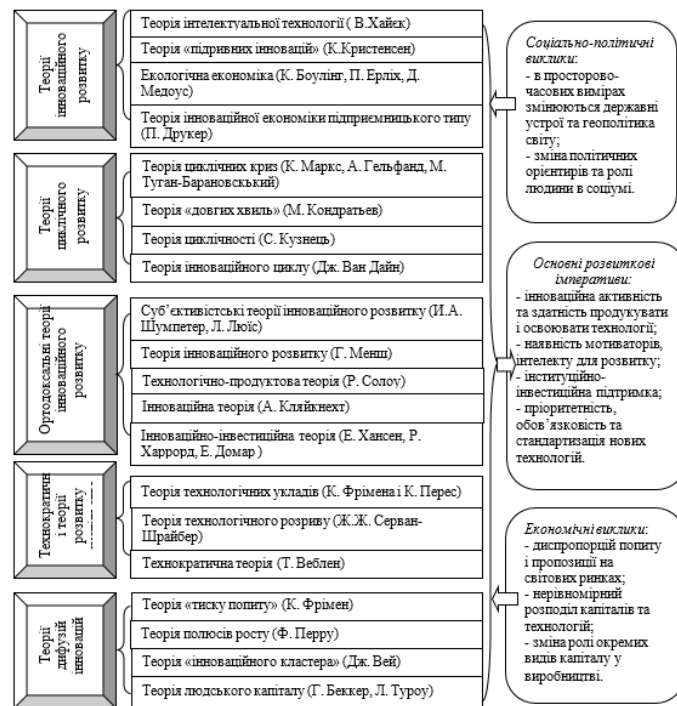 Теорії
інноваційного
розвитку
Теорія інтелектуальної технології ( В.Хайєк)
Теорія «підривних інновацій» (К.Кристенсен)
Екологічна економіка (К. Боулінг, П. Ерліх, Д.
Медоус)
Теорія інноваційної економіки підприємницького типу
(П. Друкер)
Теорії
циклічного
розвитку
Теорія циклічних криз (К. Маркс, А. Гельфанд, М.
Туган-Барановскький)
Теорія «довгих хвиль» (М. Кондратьев)
Теорія циклічності (С. Кузнець)
Теорія інноваційного циклу (Дж. Ван Дайн)
Ортодоксальні теорії
інноваційного
розвитку
Суб’єктивістські теорії інноваційного розвитку (И.А.
Шумпетер, Л. Люїс)
Теорія інноваційного розвитку (Г. Менш)
Технологічно-продуктова теорія (Р. Солоу)
Інноваційна теорія (А. Кляйкнехт)
Інноваційно-інвестиційна теорія (Е. Хансен, Р.
Харрорд, Е. Домар )
Технократичн
і теорії
розвитку
Теорія технологічних укладів (К. Фрімена і К. Перес)
Теорія технологічного розриву (Ж.Ж. Серван-
Шрайбер)
Технократична теорія (Т. Веблен)
Теорії
дифузій
інновацій
Теорія «тиску попиту» (К. Фрімен)
Теорія полюсів росту (Ф. Перру)
Теорія «інноваційного кластера» (Дж. Вей)
Теорія людського капіталу (Г. Беккер, Л. Туроу)
Соціально-політичні
виклики:
- в просторово-
часових вимірах
змінюються державні
устрої та геополітика
світу;
- зміна політичних
орієнтирів та ролі
людини в соціумі.
Основні розвиткові
імперативи:
- інноваційна активність
та здатність продукувати
і освоювати технології;
- наявність мотиваторів,
інтелекту для розвитку;
- інституційно-
інвестиційна підтримка;
- пріоритетність,
обов’язковість та
стандартизація нових
технологій.
Економічні виклики:
- диспропорцій попиту
і пропозиції на
світових ринках;
- нерівномірний
розподіл капіталів та
технологій;
- зміна ролі окремих
видів капіталу у
виробництві.